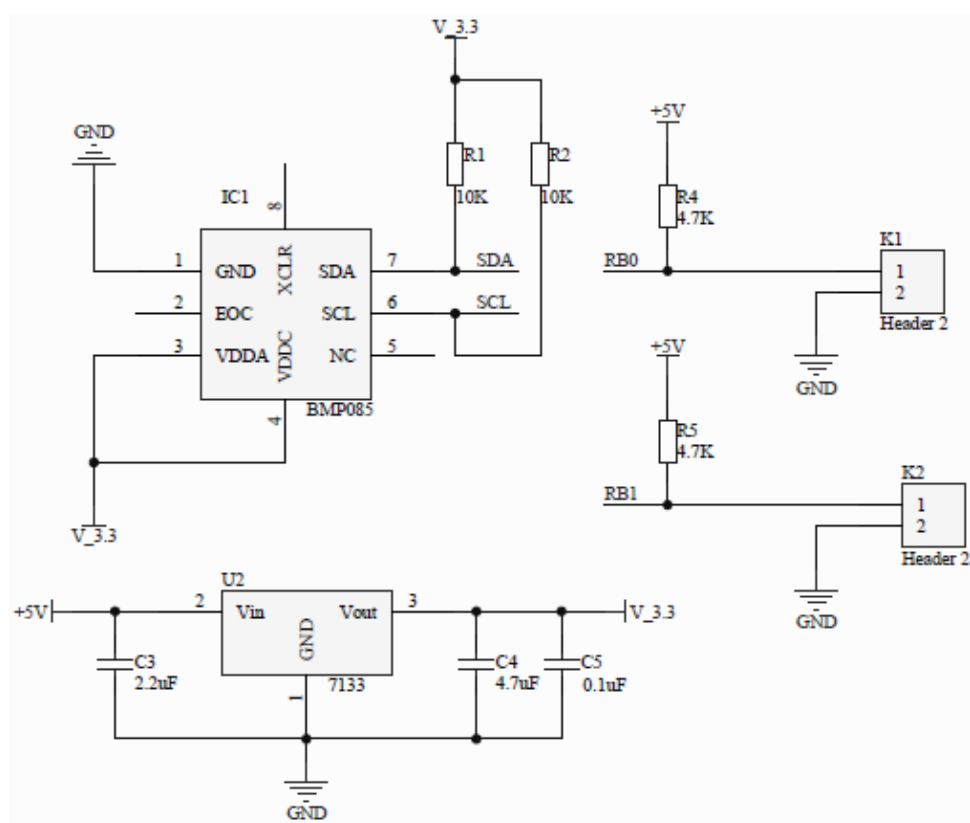 V_3.3
GND
R1
10K
R2
10K
IC1
8
1
GND
XCLR
SDA
7
SDA
2
EOC
SCL
6
SCL
3
VDDA
VDDC
NC
5
4
BMP085
V_3.3
+5V
R4
4.7K
RB0
K1
1
2
Header 2
GND
+5V
R5
4.7K
RB1
K2
1
2
Header 2
GND
U2
+5V
2
Vin
Vout
3
V_3.3
GND
7133
1
C3
2.2uF
C4
4.7uF
C5
0.1uF
GND